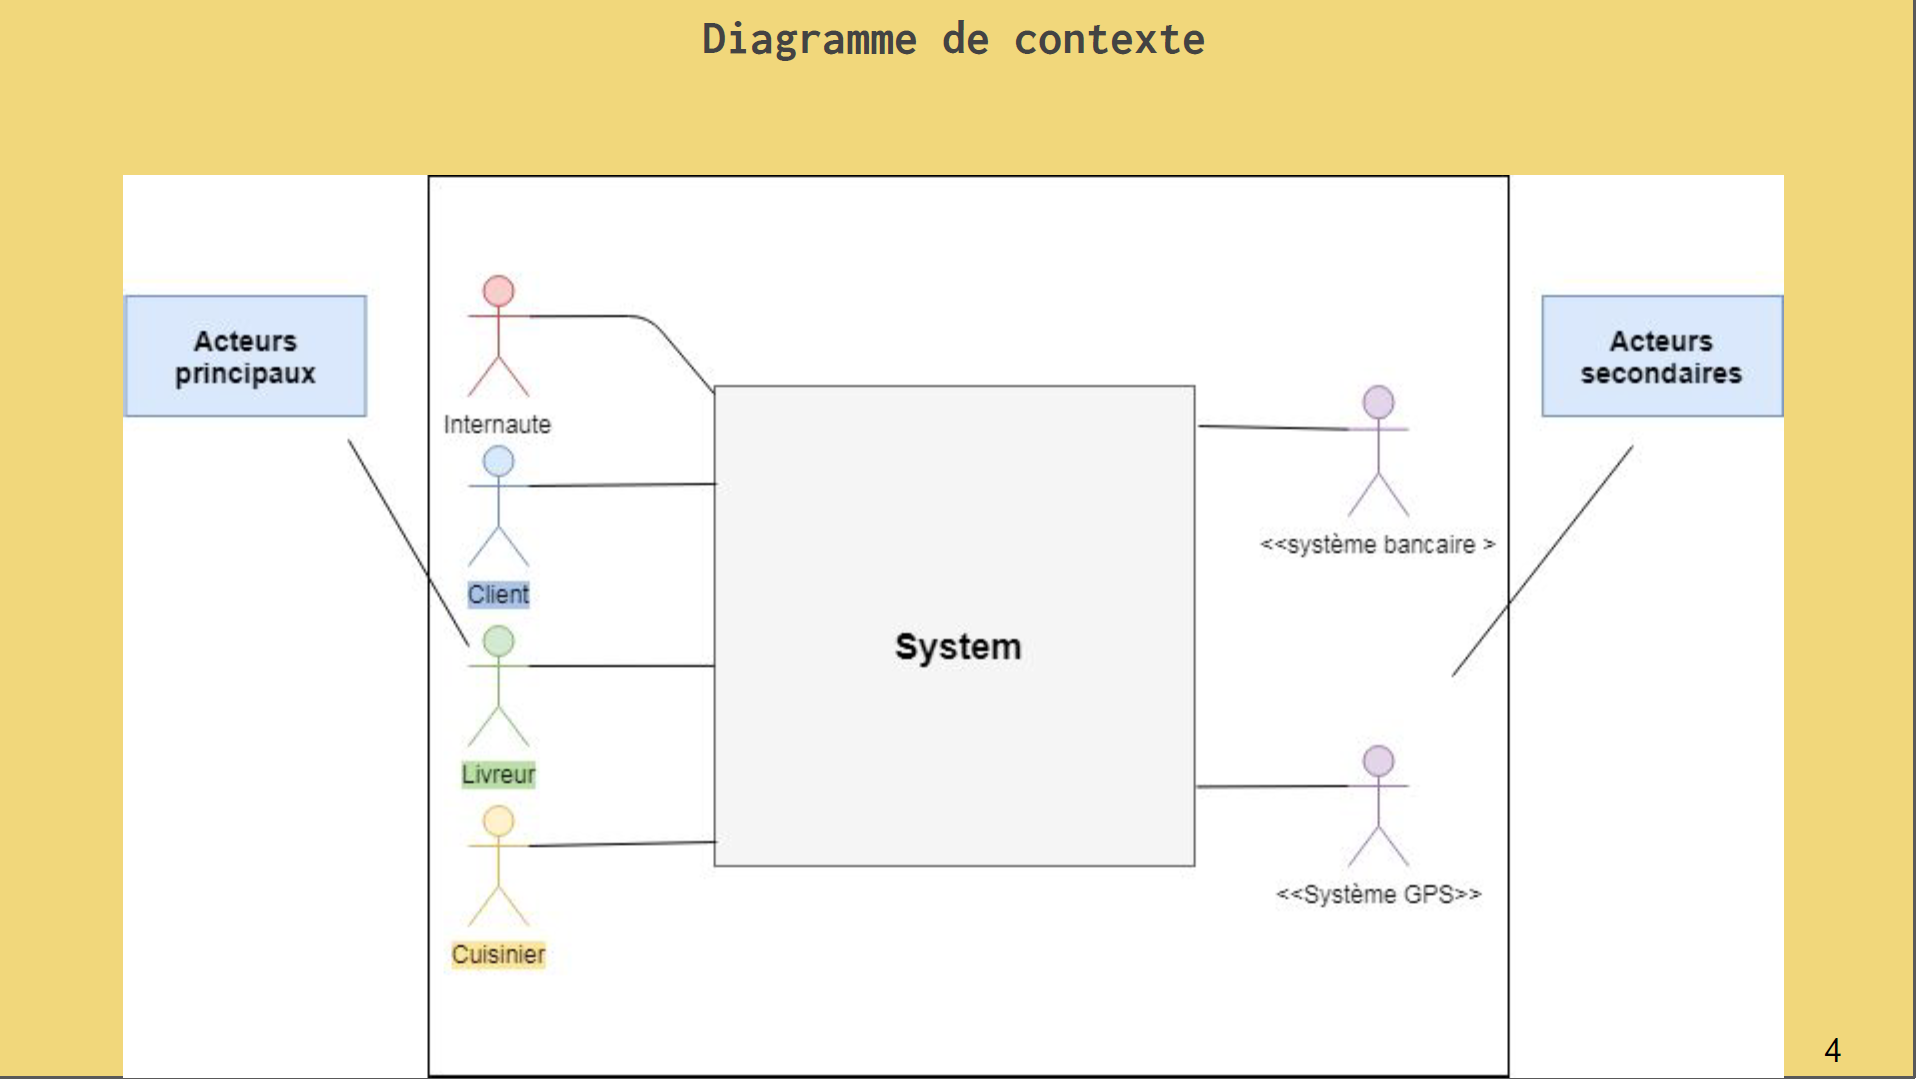 Diagramme de contexte
Acteurs
principaux
Acteurs
secondaires
Internaute
Client
Livreur
Cuisinier
System
<<système bancaire >
<<Système GPS>>
4